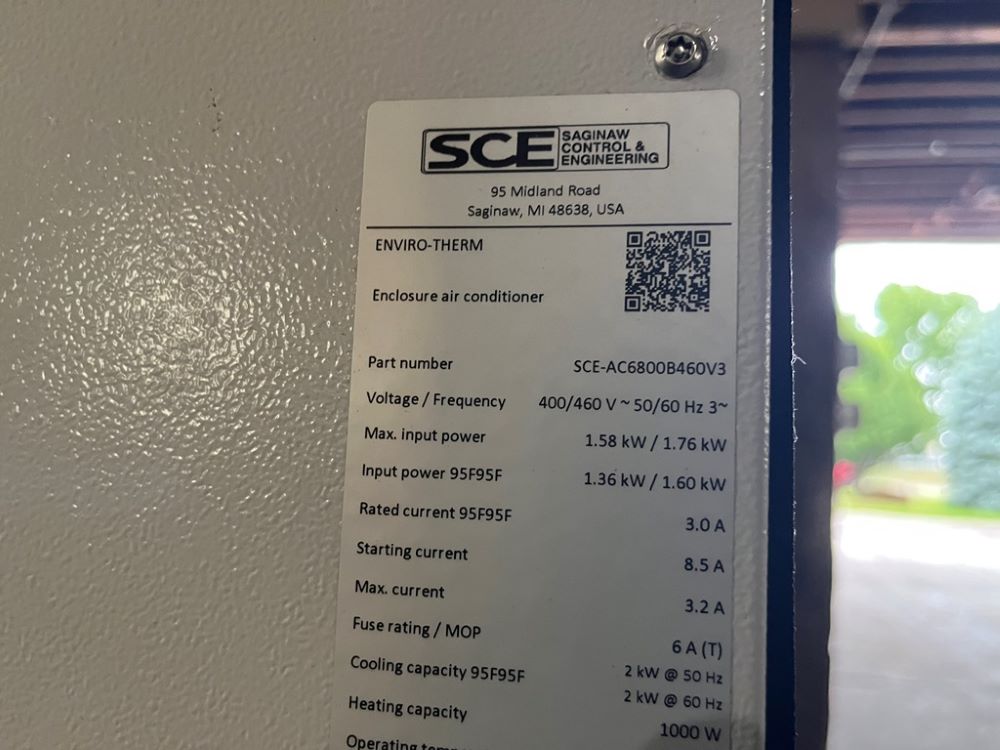 SCE SAGINAW
CONTROL &
ENGINEERING
95 Midland Road
Saginaw, MI 48638, USA
ENVIRO-THERM
Enclosure air conditioner
Part number SCE-AC6800B460V3
Voltage / Frequency 400/460 V ~ 50/60 Hz 3~
Max. input power 1.58 kW / 1.76 kW
Input power 95F95F 1.36 kW / 1.60 kW
Rated current 95F95F 3.0 A
Starting current 8.5 A
Max. current 3.2 A
Fuse rating / MOP 6 A (T)
Cooling capacity 95F95F 2 kW @ 50 Hz
2 kW @ 60 Hz
Heating capacity 1000 W
Operating